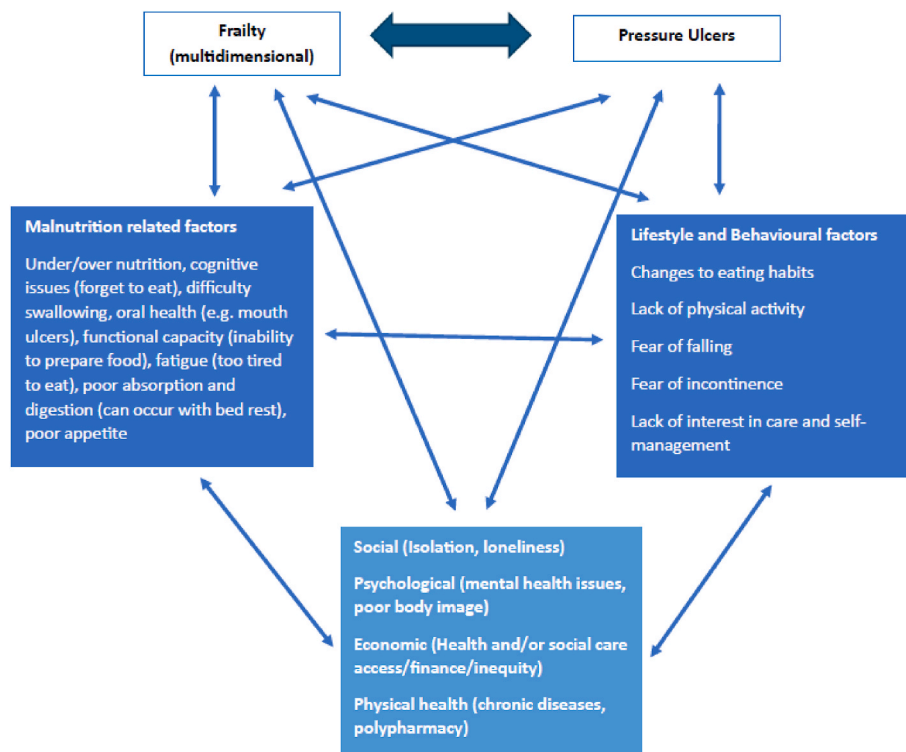 Frailty
(multidimensional)
Pressure Ulcers
Malnutrition related factors
Under/over nutrition, cognitive
issues (forget to eat), difficulty
swallowing, oral health (e.g. mouth
ulcers), functional capacity (inability
to prepare food), fatigue (too tired
to eat), poor absorption and
digestion (can occur with bed rest),
poor appetite
Lifestyle and Behavioural factors
Changes to eating habits
Lack of physical activity
Fear of falling
Fear of incontinence
Lack of interest in care and self-
management
Social (Isolation, loneliness)
Psychological (mental health issues,
poor body image)
Economic (Health and/or social care
access/finance/inequity)
Physical health (chronic diseases,
polypharmacy)